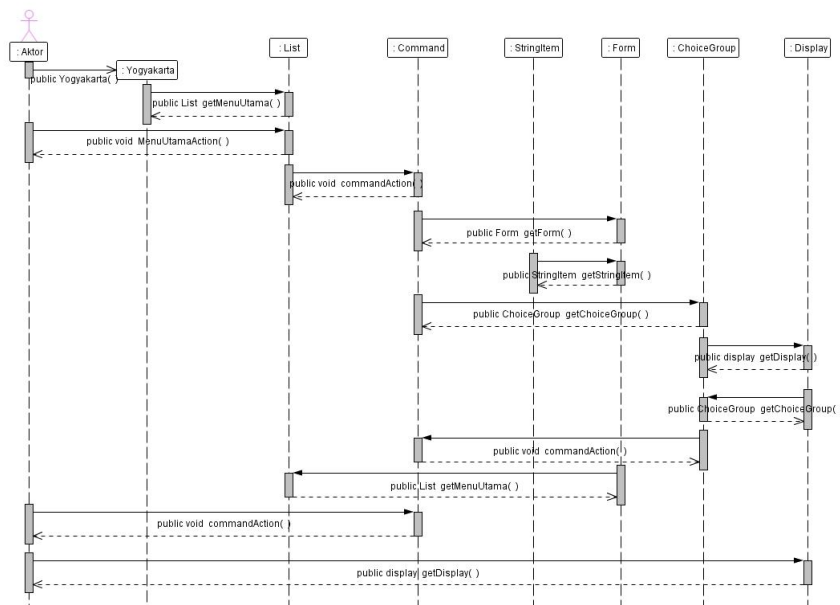 : Aktor
: List
: Command
: StringItem
: Form
: ChoiceGroup
: Display
: Yogyakarta
public Yogyakarta( )
public List getMenuUtama( )
public void MenuUtamaAction( )
public void commandAction( )
public Form getForm( )
public StringItem getStringItem( )
public ChoiceGroup getChoiceGroup( )
public display getDisplay( )
public ChoiceGroup getChoiceGroup(
public void commandAction( )
public List getMenuUtama( )
public void commandAction( )
public display getDisplay( )